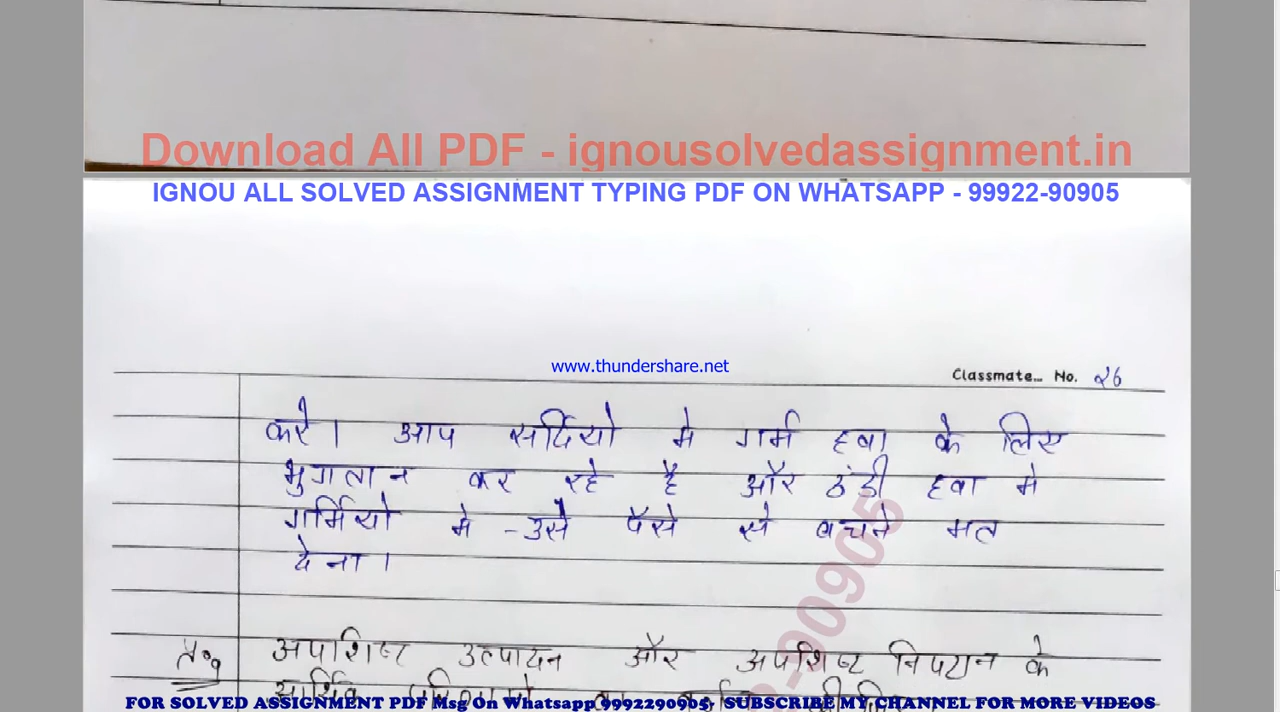 Download All PDF - ignousolvedassignment.in
IGNOU ALL SOLVED ASSIGNMENT TYPING PDF ON WHATSAPP - 99922-90905
www.thundershare.net
Classmate... No. 26
करे। आप सर्दियो मे गर्म हवा के लिए
भुगतान कर रहे है और ठंडी हवा मे
गर्मियो मे - उसे पैसे से बचने मत
देना।
अपशिष्ट उत्पादन और अपशिष्ट निपटान के
-90905
FOR SOLVED ASSIGNMENT PDF Msg On Whatsapp 9992290905, SUBSCRIBE MY CHANNEL FOR MORE VIDEOS